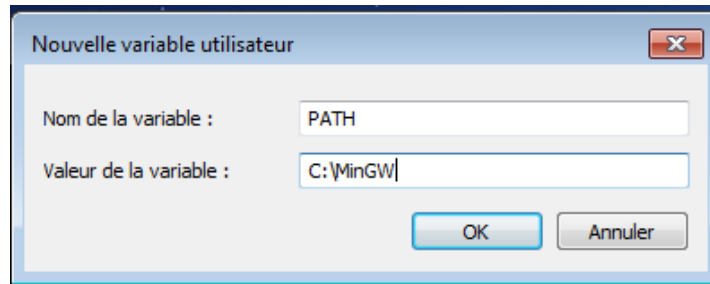 Nouvelle variable utilisateur
Nom de la variable : PATH
Valeur de la variable : C:\MinGW
OK Annuler